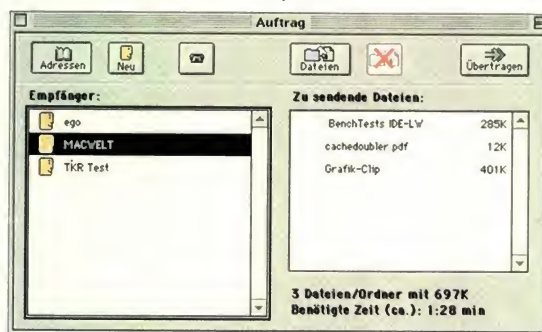 Auftrag
Adressen
Neu
Dateien
Übertragen
Empfänger:
ego
MACWELT
TKR Test
Zu sendende Dateien:
BenchTests IDE-LW 285K
cachedoubler pdf 12K
Grafik-Clip 401K
3 Dateien/Ordner mit 697K
Benötigte Zeit (ca.): 1:28 min